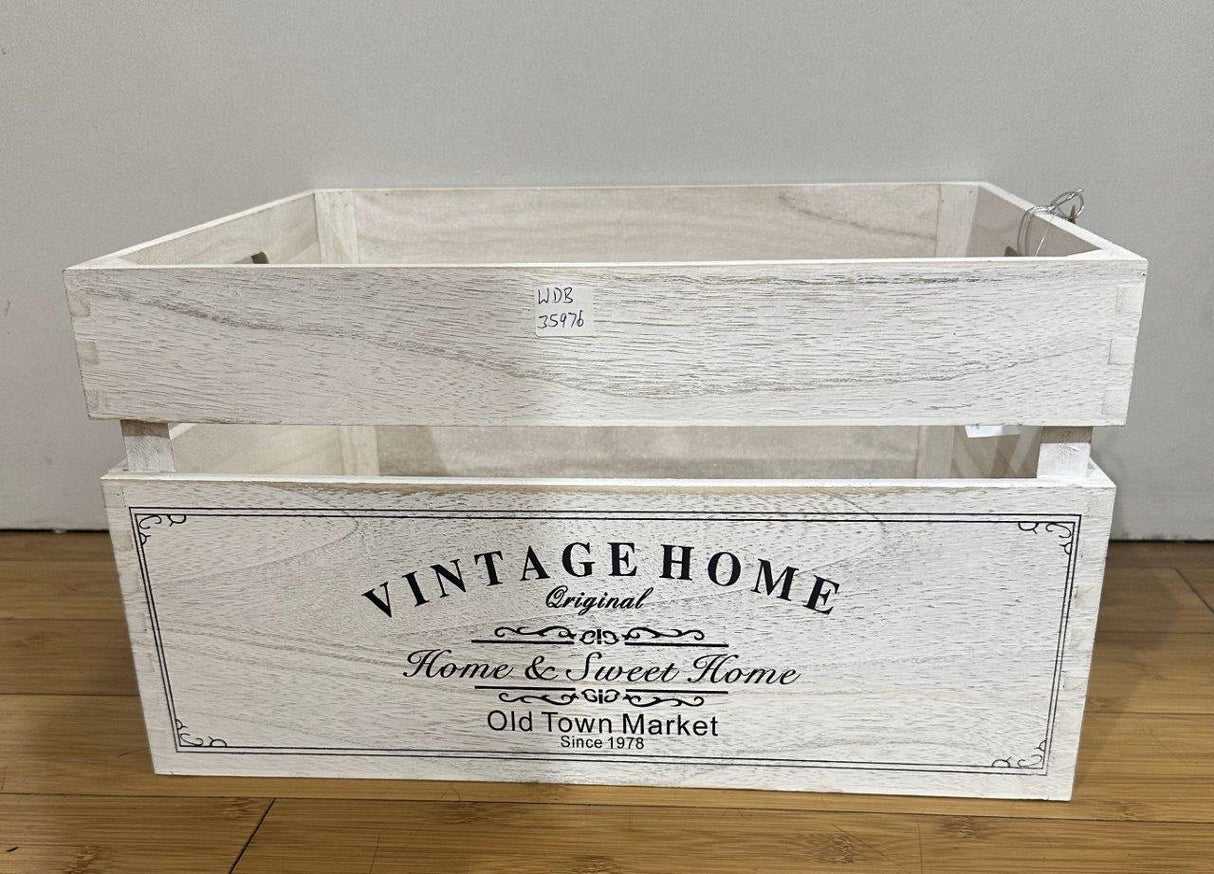 WDB
35976
VINTAGE HOME
Original
Home & Sweet Home
Old Town Market
Since 1978